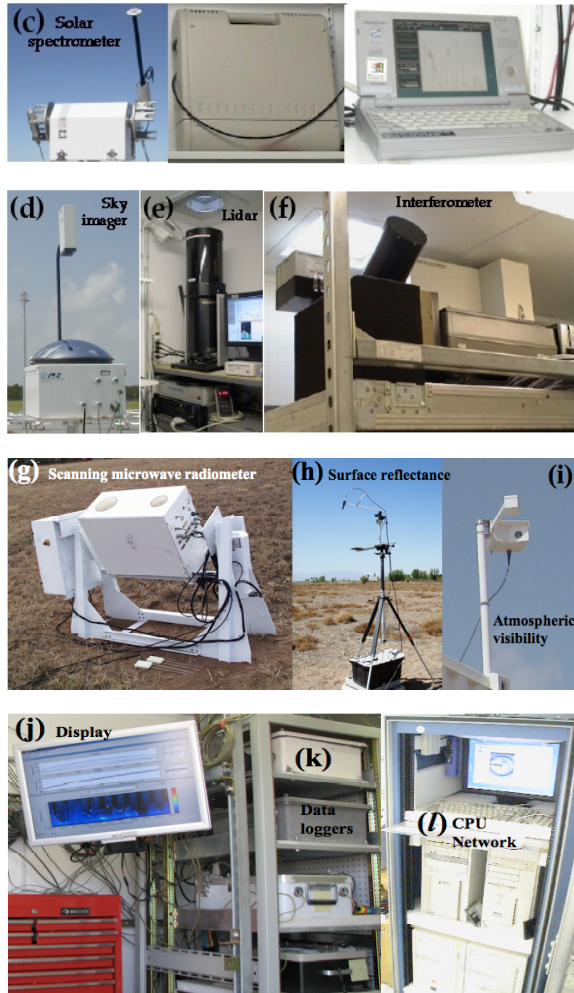 (c) Solar
spectrometer
(d) Sky
imager
(e) Lidar
(f) Interferometer
(g) Scanning microwave radiometer
(h) Surface reflectance
(i)
Atmospheric
visibility
(j) Display
(k)
Data
loggers
(l) CPU
Network